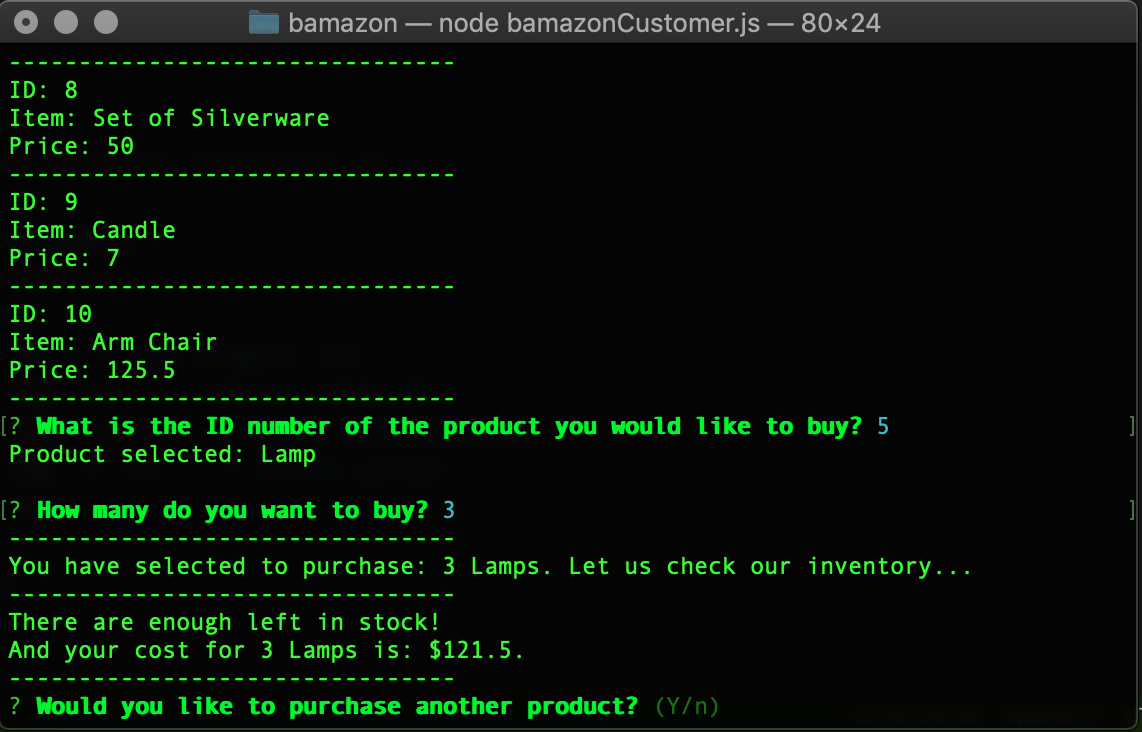 bamazon — node bamazonCustomer.js — 80×24
--------------------------------
ID: 8
Item: Set of Silverware
Price: 50
--------------------------------
ID: 9
Item: Candle
Price: 7
--------------------------------
ID: 10
Item: Arm Chair
Price: 125.5
--------------------------------
[? What is the ID number of the product you would like to buy? 5 ]
Product selected: Lamp
[? How many do you want to buy? 3 ]
--------------------------------
You have selected to purchase: 3 Lamps. Let us check our inventory...
--------------------------------
There are enough left in stock!
And your cost for 3 Lamps is: $121.5.
--------------------------------
? Would you like to purchase another product? (Y/n)